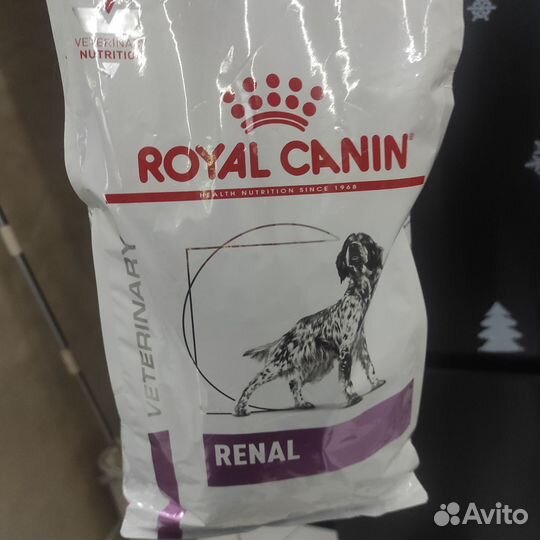 VETERINARY
NUTRITION
ROYAL CANIN
HEALTH NUTRITION SINCE 1968
VETERINARY
RENAL
Avito